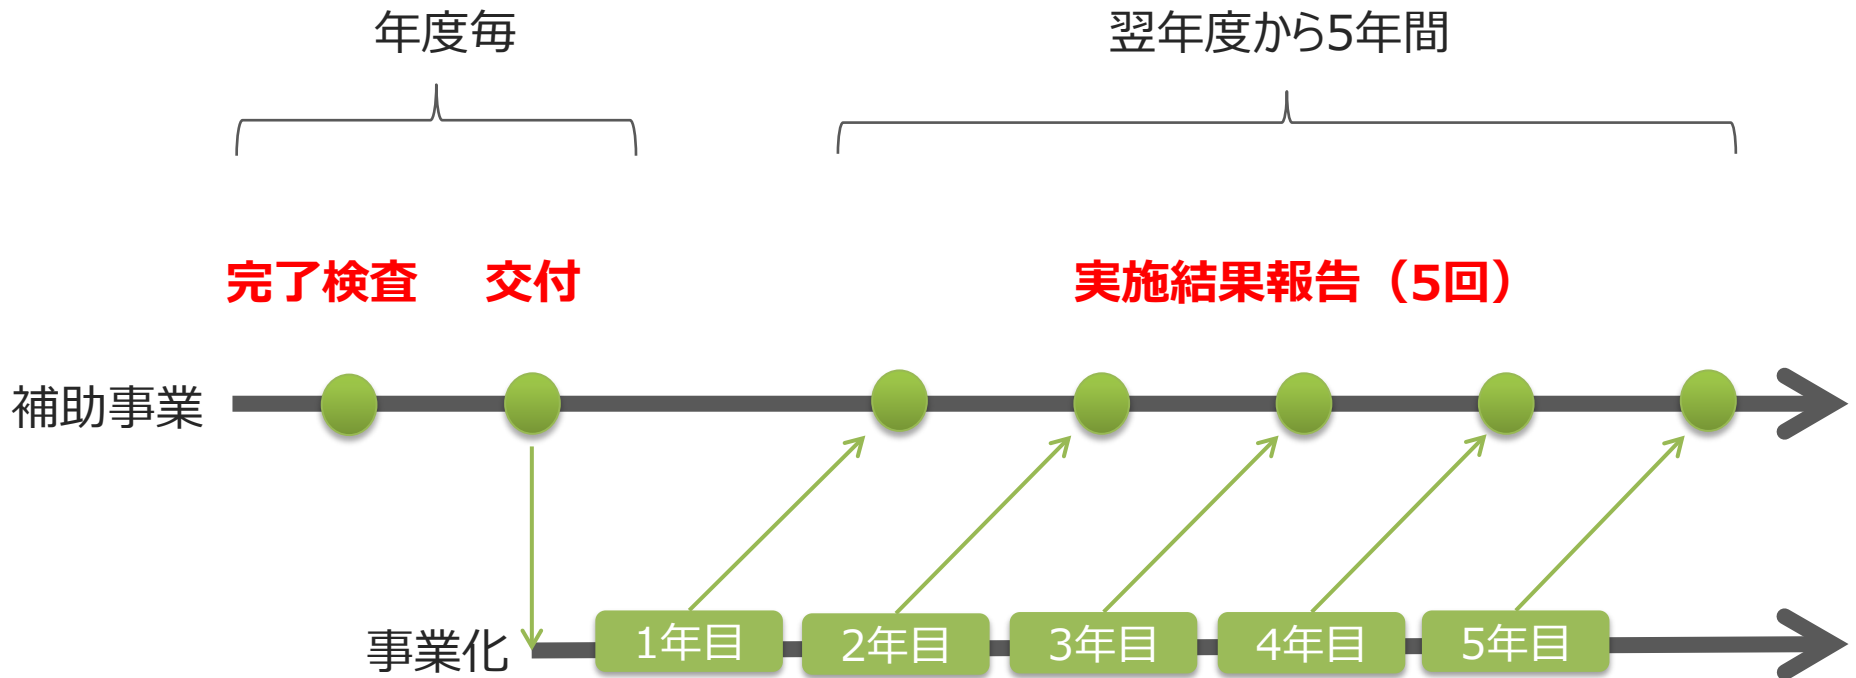 年度毎
翌年度から5年間
完了検査 交付
実施結果報告（5回）
補助事業
事業化
1年目
2年目
3年目
4年目
5年目